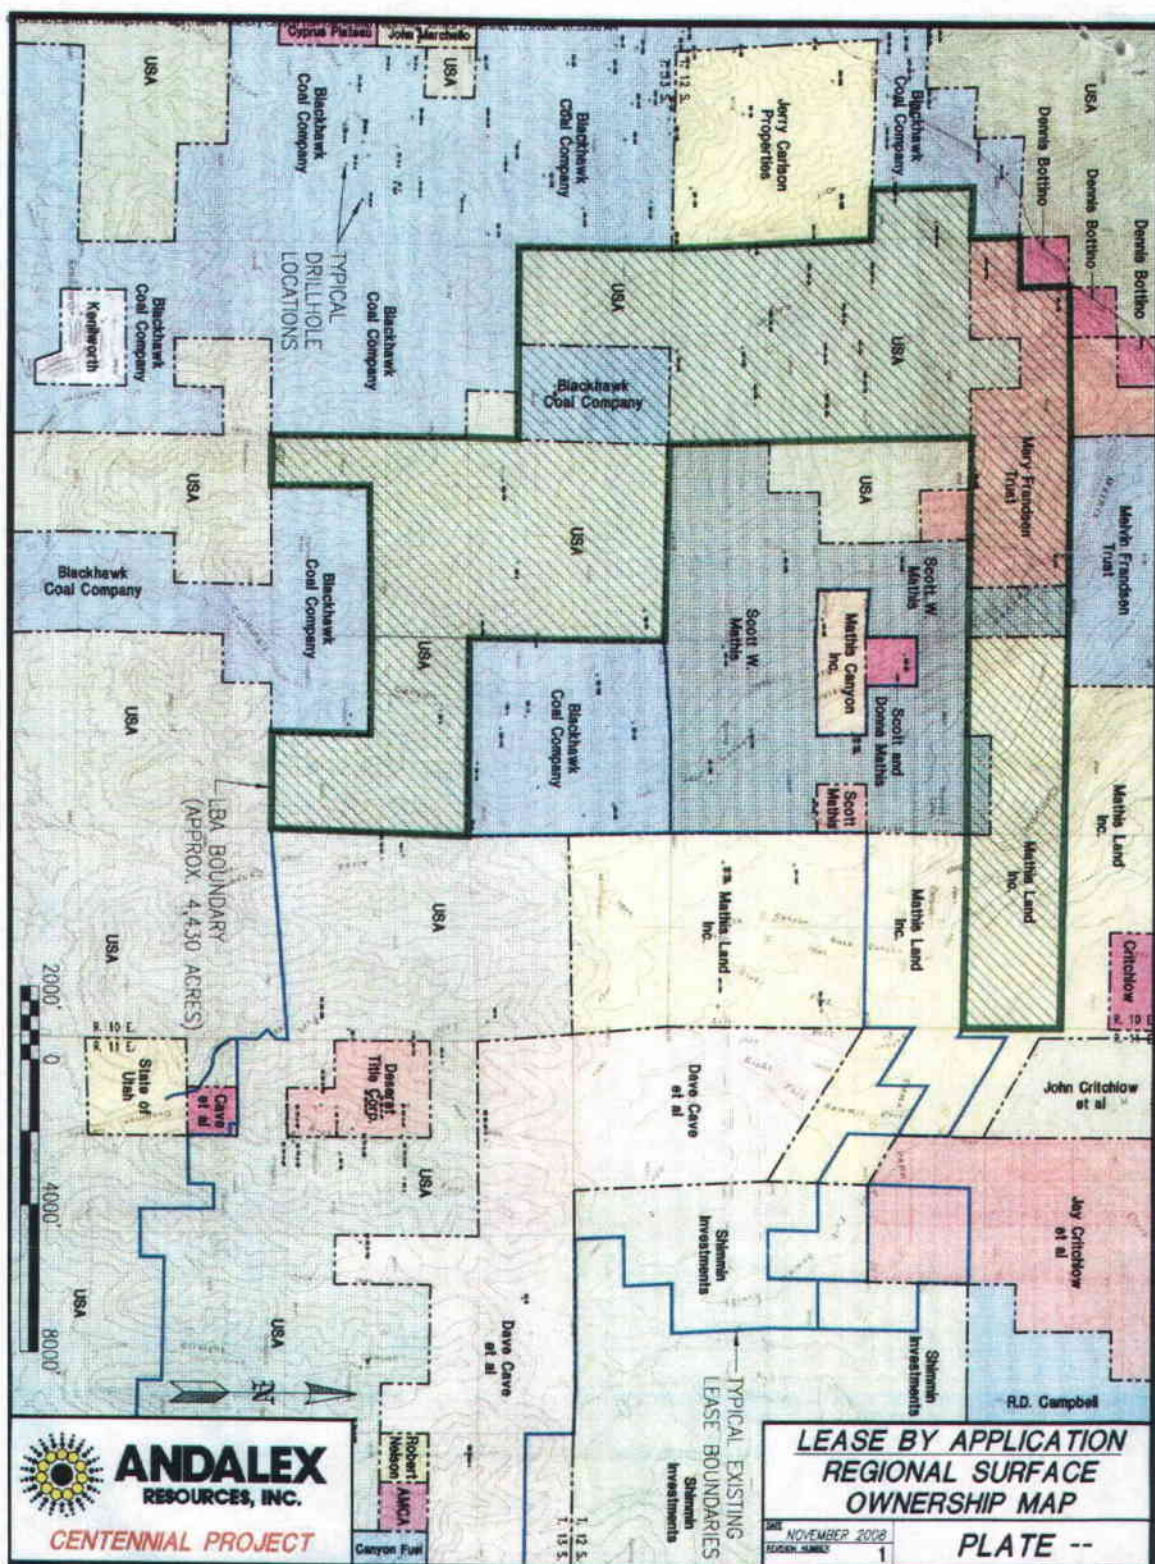 Cyprus Plateau
John Marchello
USA
USA
Blackhawk
Coal Company
Blackhawk
Coal Company
T. 12 S.
T. 13 S.
Jerry Carlson
Properties
Blackhawk
Coal Company
USA
Dennis Bottino
Dennis Bottino
Dennis Bottino
Blackhawk
Coal Company
Kenilworth
TYPICAL
DRILLHOLE
LOCATIONS
Blackhawk
Coal Company
USA
USA
Blackhawk
Coal Company
Mary Frandsen
Trust
Melvin Frandsen
Trust
USA
USA
USA
Scott W.
Mathis
Blackhawk
Coal Company
Blackhawk
Coal Company
USA
Scott W.
Mathis
Mathis Canyon
Inc.
Scott and
Donna Mathis
Blackhawk
Coal Company
Scott
Mathis
Mathis Land
Inc.
Mathis Land
Inc.
USA
LBA BOUNDARY
(APPROX. 4,430 ACRES)
USA
Mathis Land
Inc.
Mathis Land
Inc.
Critchlow
USA
R. 10 E.
R. 11 E.
State of
Utah
Cave
et al
Deseret
Title Corp.
Dave Cave
et al
John Critchlow
et al
USA
Jay Critchlow
et al
Shimmin
Investments
USA
USA
Dave Cave
et al
Shimmin
Investments
R.D. Campbell
TYPICAL EXISTING
LEASE BOUNDARIES
Shimmin
Investments
Robert
Nelson
AMCA
Canyon Fuel
T. 12 S.
T. 13 S.
2000'
0
4000'
8000'
N
ANDALEX
RESOURCES, INC.
CENTENNIAL PROJECT
LEASE BY APPLICATION
REGIONAL SURFACE
OWNERSHIP MAP
DATE
NOVEMBER 2008
REVISION NUMBER
1
PLATE --